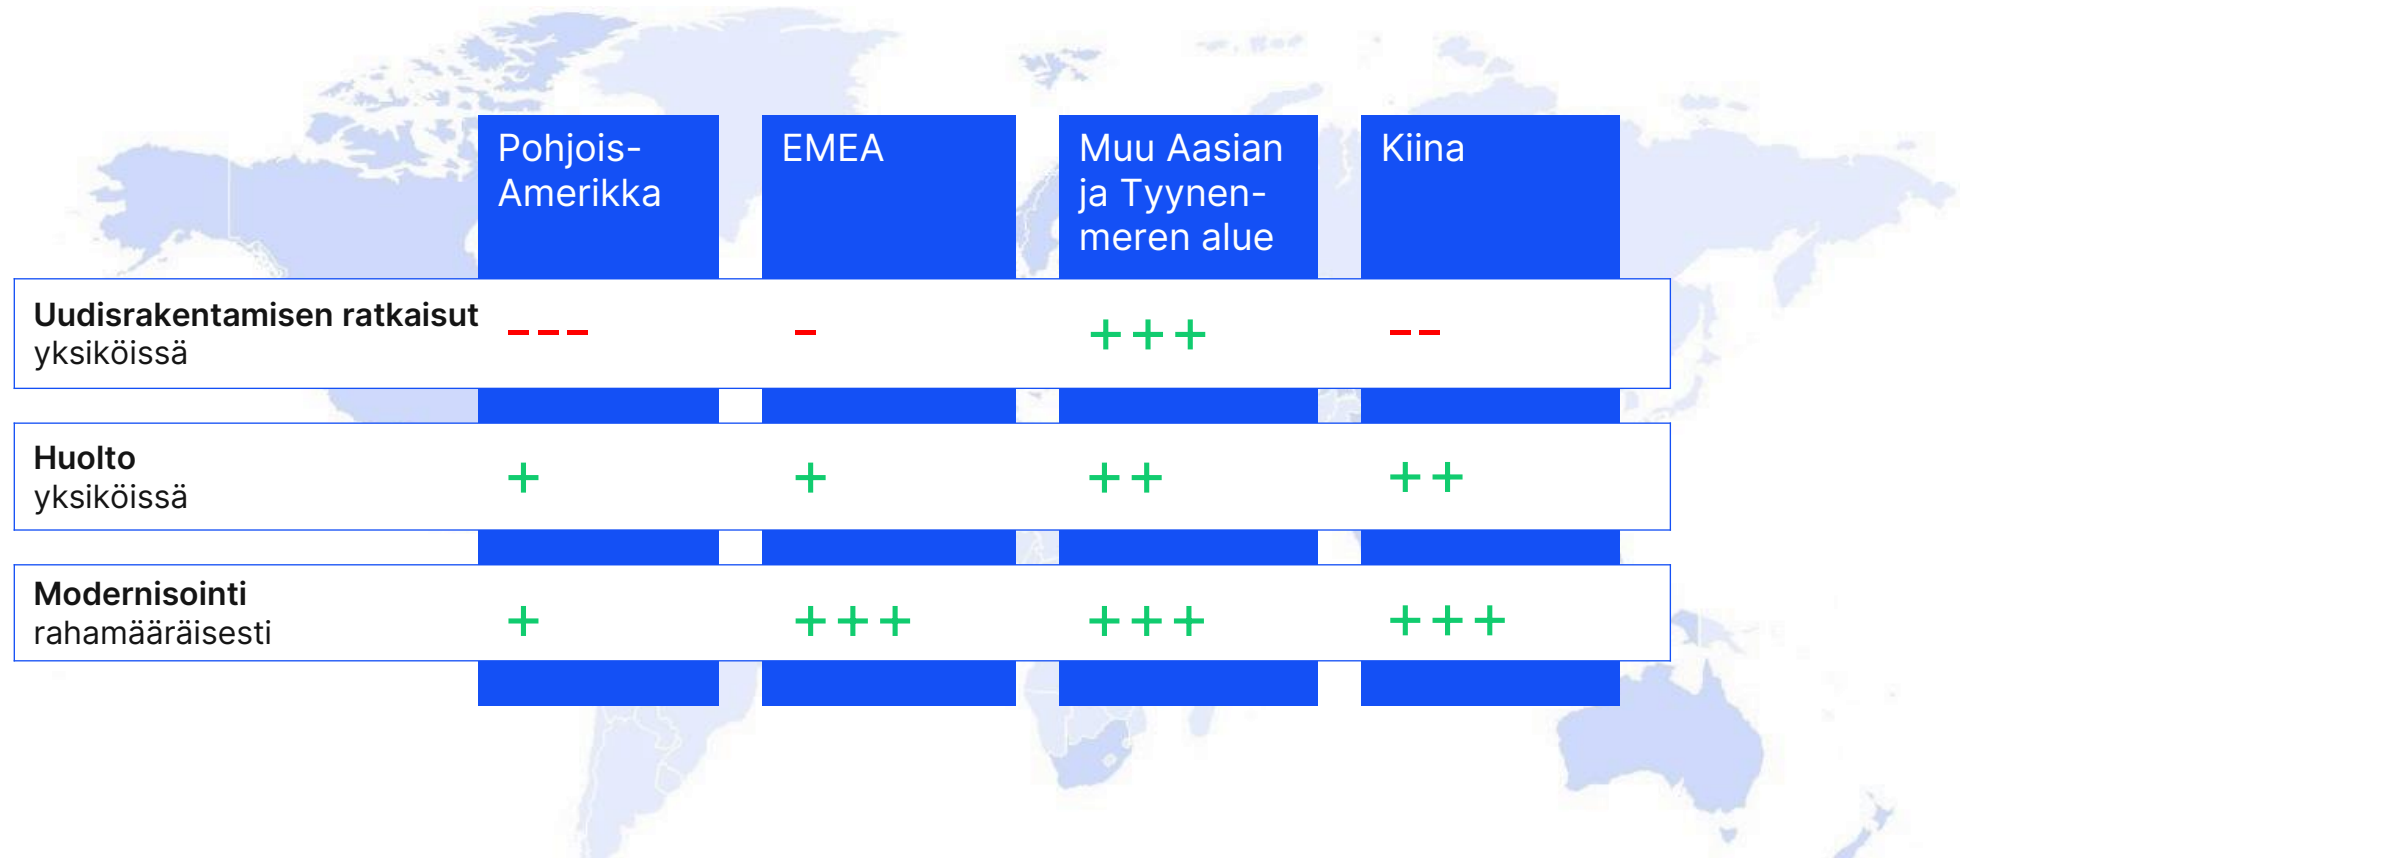 Pohjois-
Amerikka
EMEA
Muu Aasian
ja Tyynen-
meren alue
Kiina
Uudisrakentamisen ratkaisut
yksiköissä
--- - +++ --
Huolto
yksiköissä
+ + ++ ++
Modernisointi
rahamääräisesti
+ +++ +++ +++